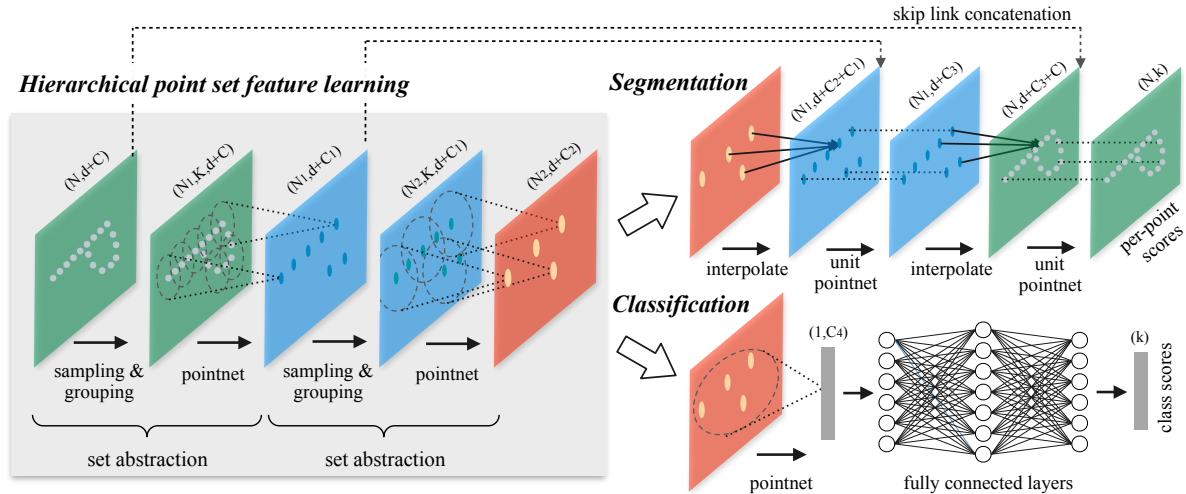 skip link concatenation
Hierarchical point set feature learning
(N,d+C)
(N1,K,d+C)
(N1,d+C1)
(N2,K,d+C1)
(N2,d+C2)
sampling &
grouping
pointnet
sampling &
grouping
pointnet
set abstraction
set abstraction
Segmentation
(N1,d+C2+C1)
(N1,d+C3)
(N,d+C3+C)
(N,k)
per-point
scores
interpolate
unit
pointnet
interpolate
unit
pointnet
Classification
(1,C4)
(k)
class scores
pointnet
fully connected layers